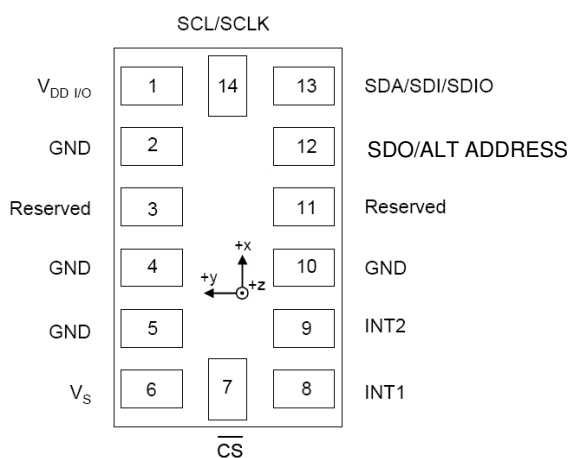 SCL/SCLK
V_DD I/O 1 14 13 SDA/SDI/SDIO
GND 2 12 SDO/ALT ADDRESS
Reserved 3 11 Reserved
+x
GND 4 10 GND
+y +z
GND 5 9 INT2
V_S 6 7 8 INT1
C̅S̅